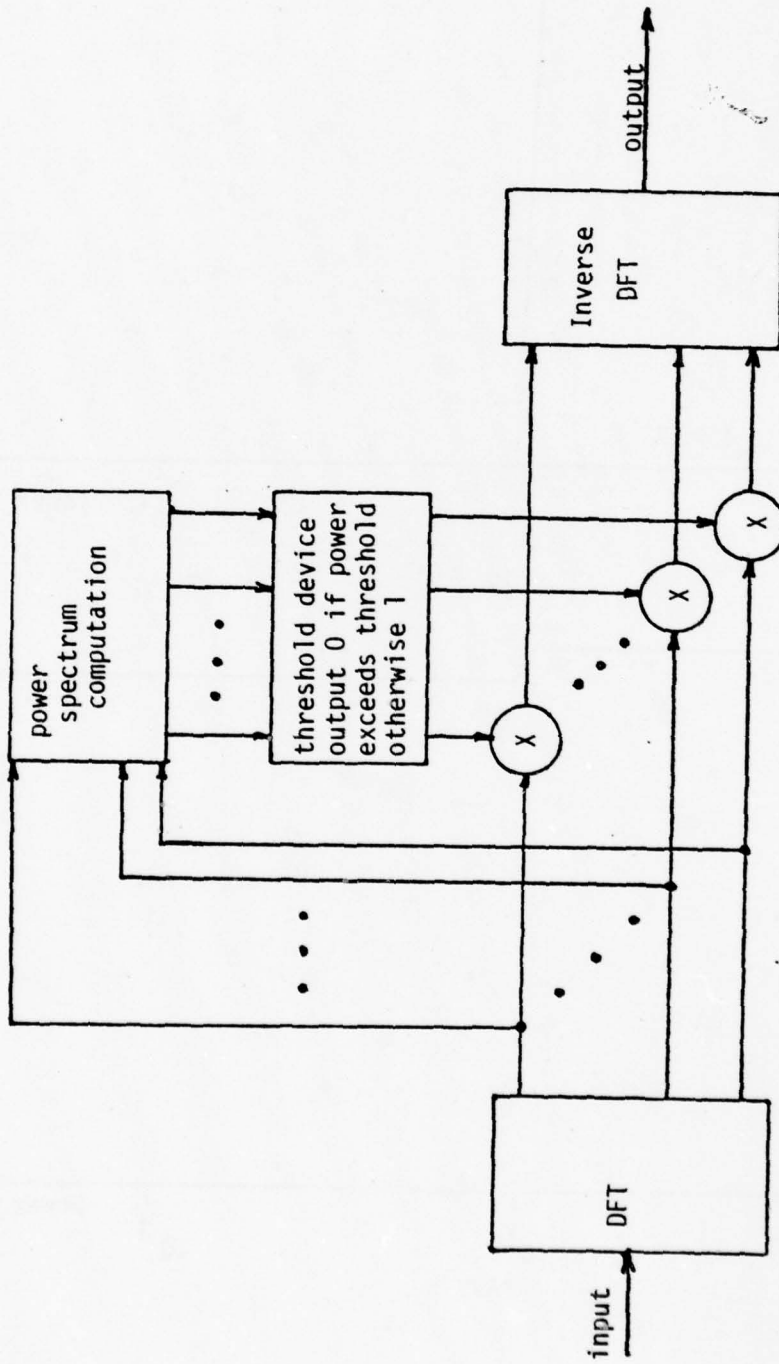 power
spectrum
computation
threshold device
output 0 if power
exceeds threshold
otherwise 1
X
X
X
Inverse
DFT
output
DFT
input